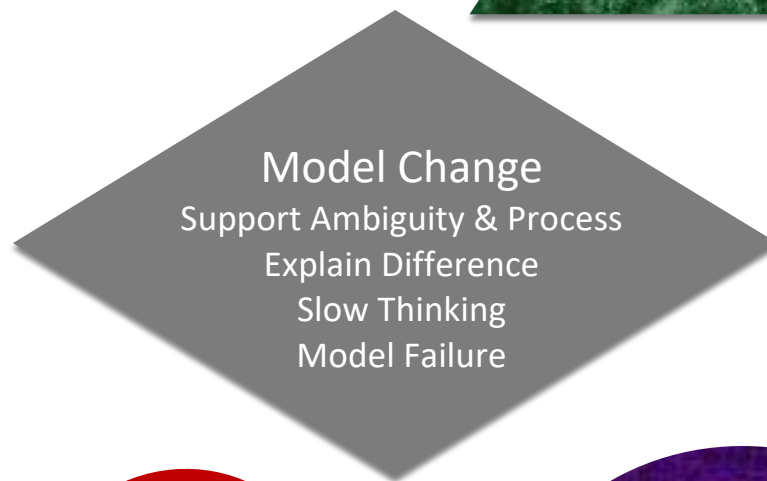 Model Change
Support Ambiguity & Process
Explain Difference
Slow Thinking
Model Failure